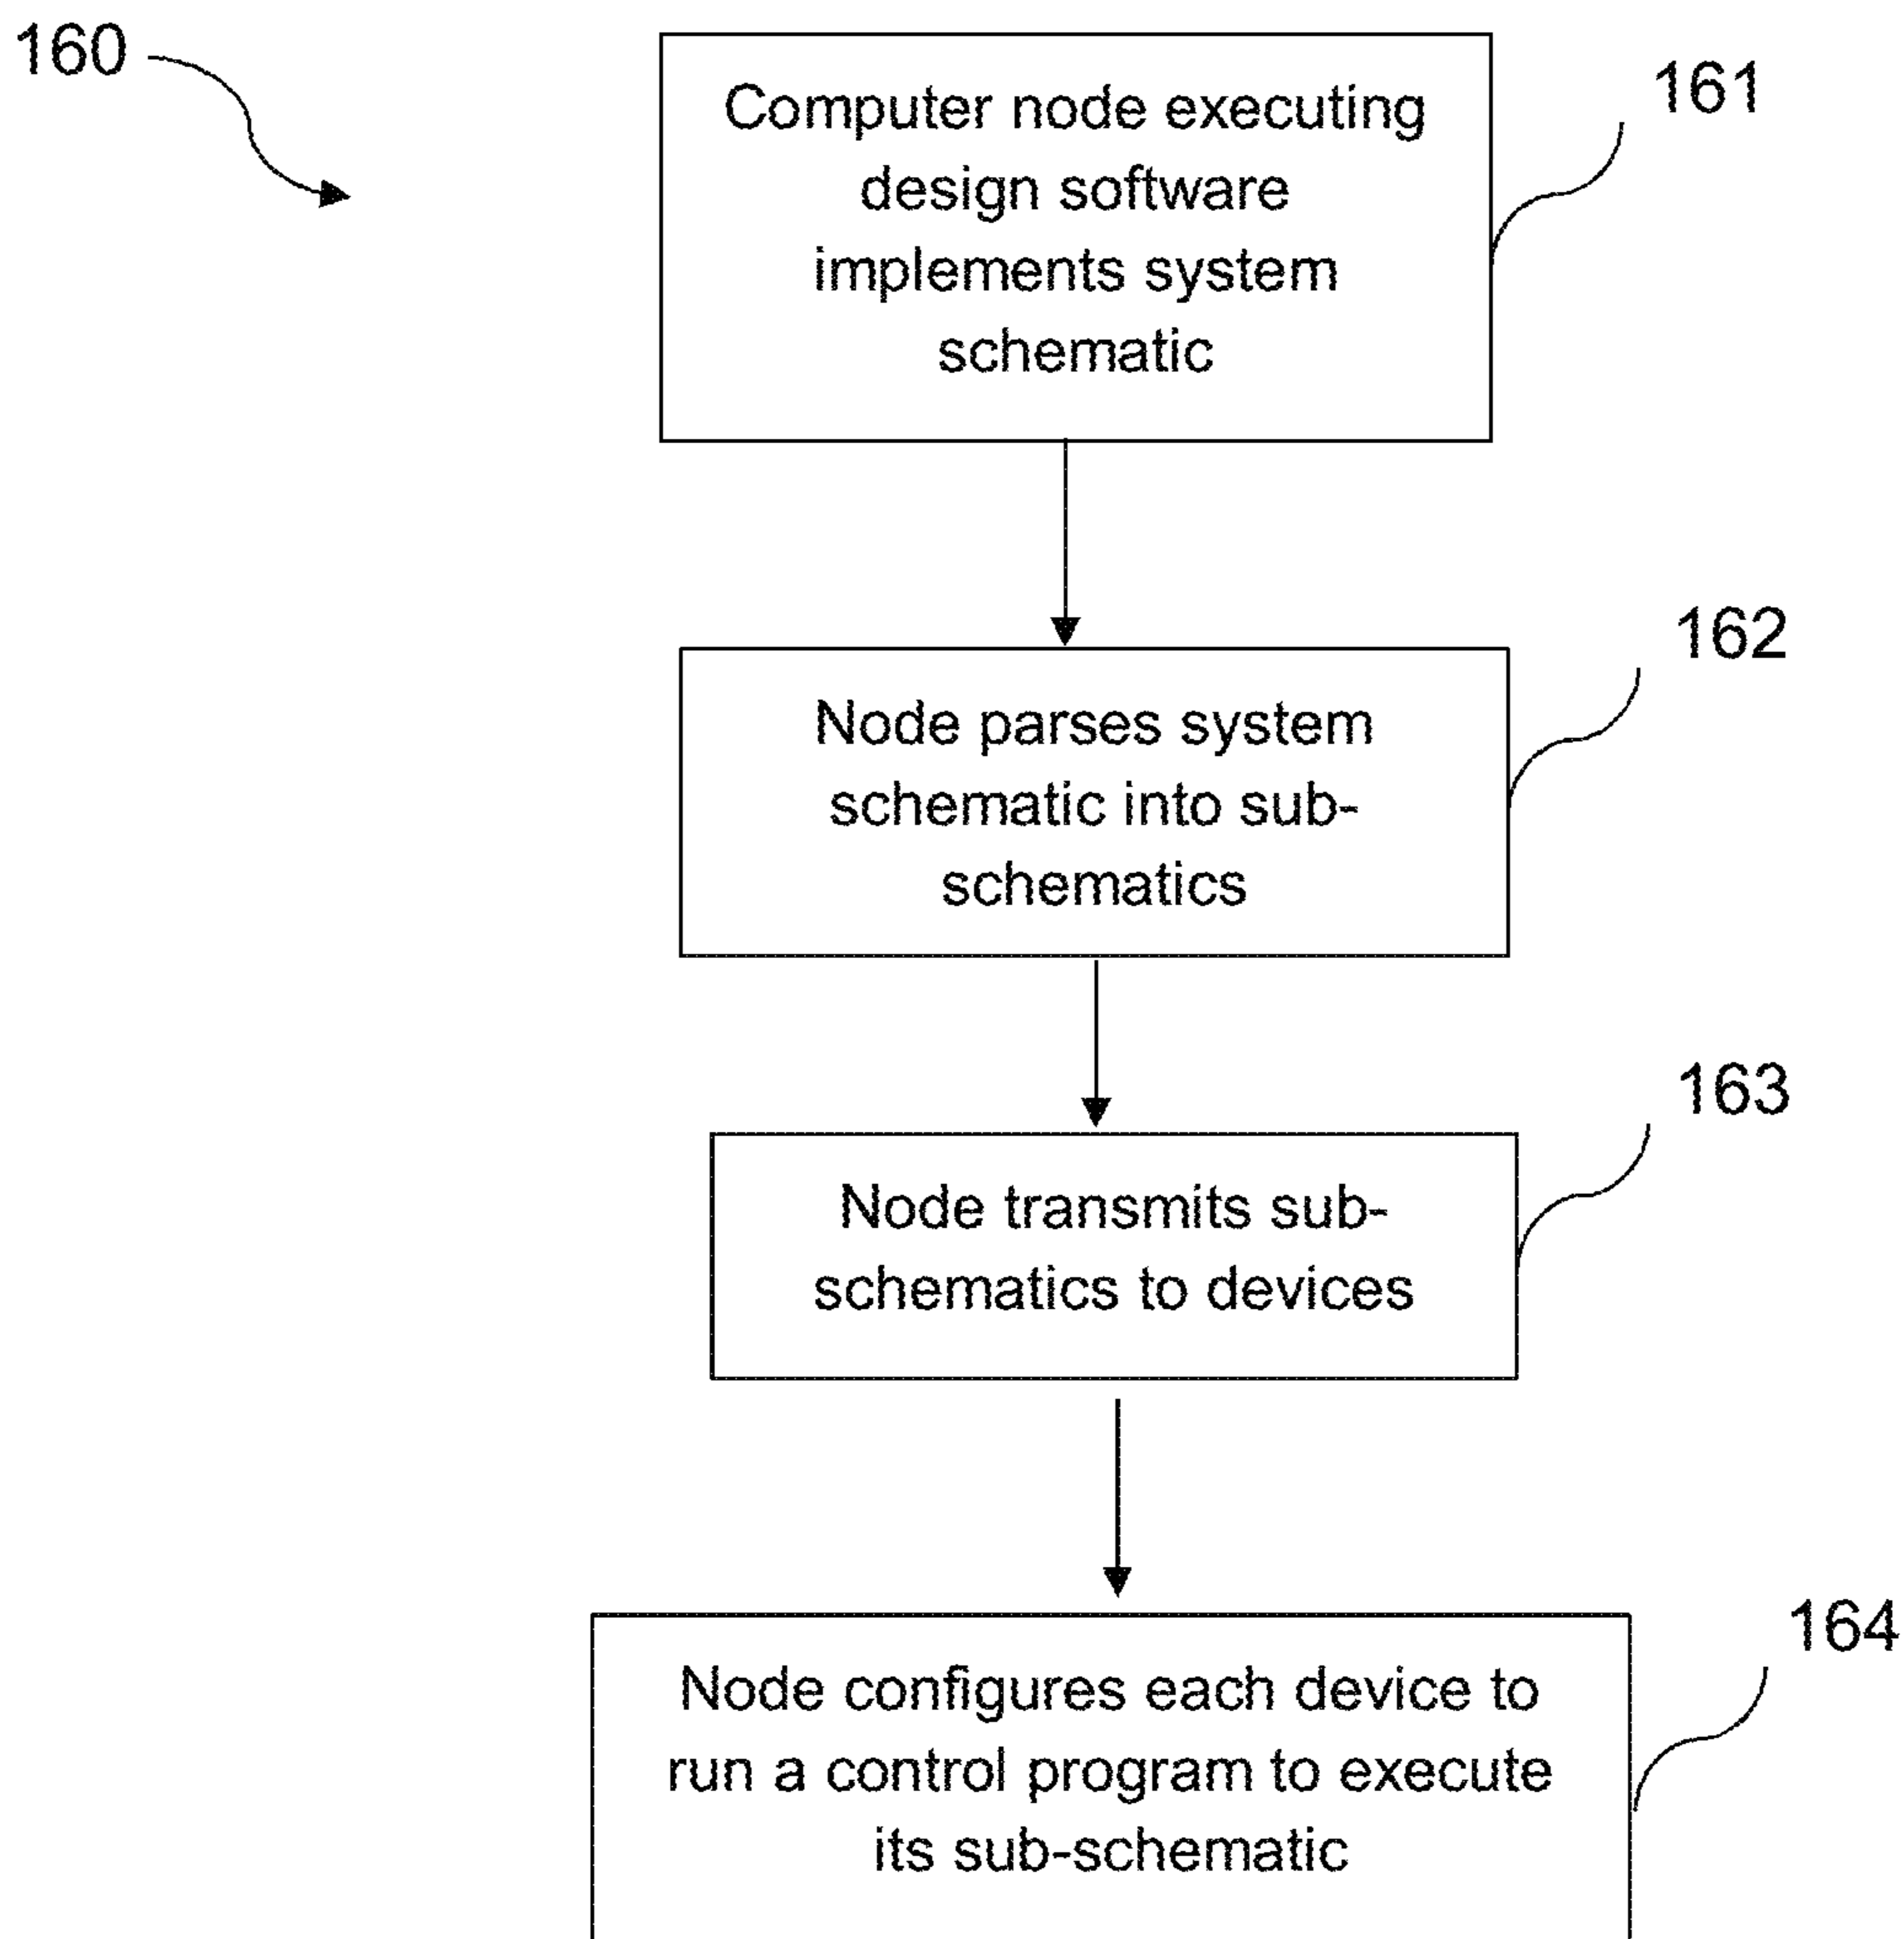 160
161
Computer node executing
design software
implements system
schematic
162
Node parses system
schematic into sub-
schematics
163
Node transmits sub-
schematics to devices
164
Node configures each device to
run a control program to execute
its sub-schematic